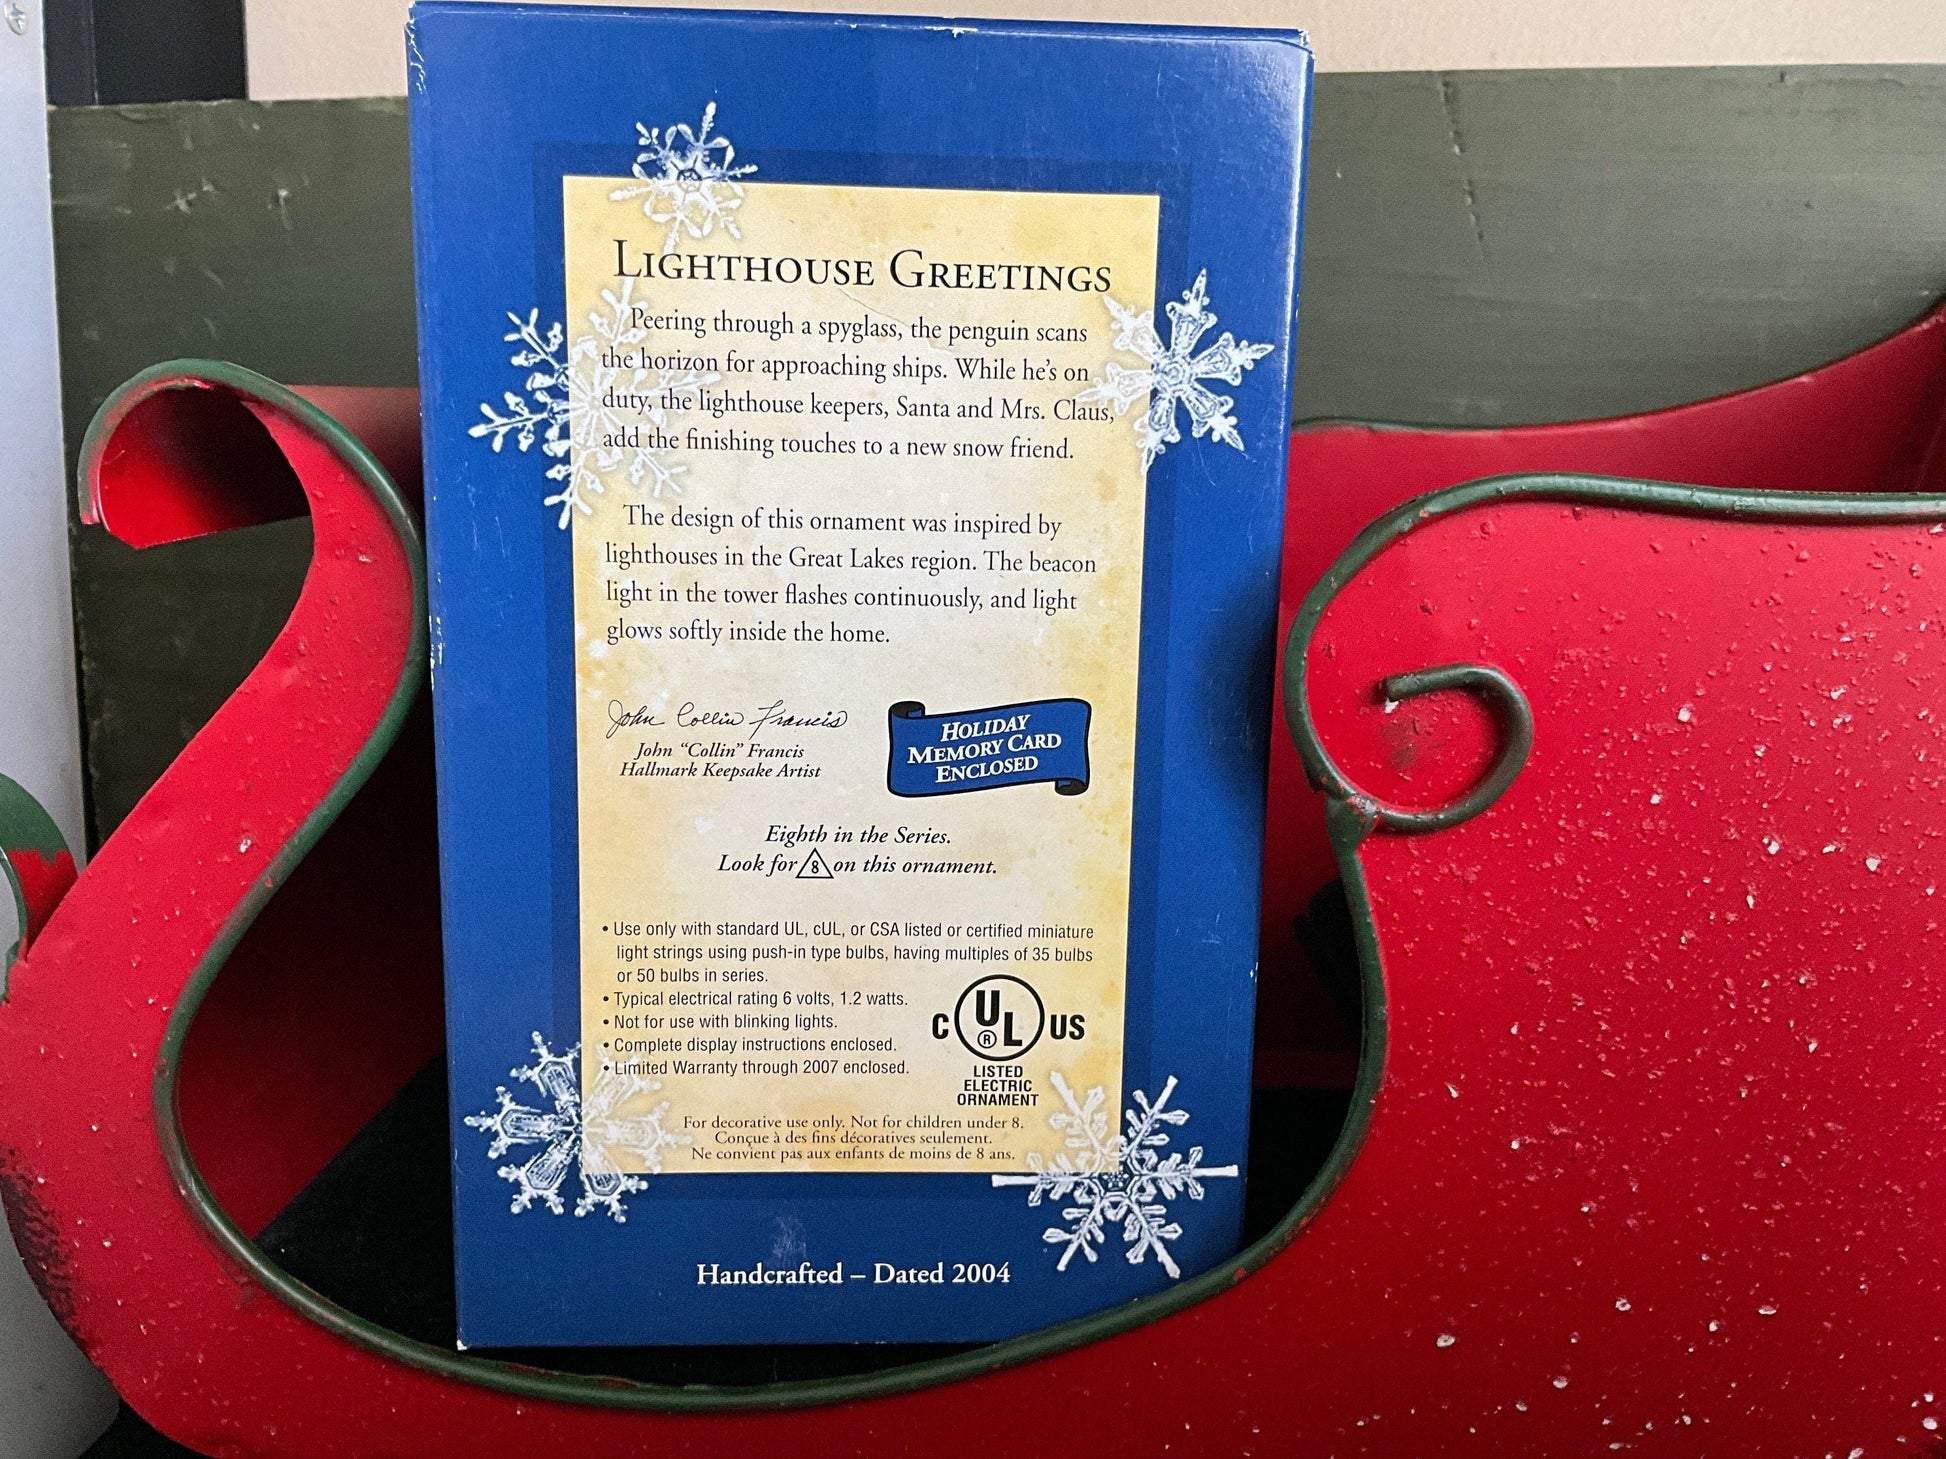 LIGHTHOUSE GREETINGS
Peering through a spyglass, the penguin scans
the horizon for approaching ships. While he's on
duty, the lighthouse keepers, Santa and Mrs. Claus,
add the finishing touches to a new snow friend.
The design of this ornament was inspired by
lighthouses in the Great Lakes region. The beacon
light in the tower flashes continuously, and light
glows softly inside the home.
John Collin Francis
John “Collin” Francis
Hallmark Keepsake Artist
HOLIDAY
MEMORY CARD
ENCLOSED
Eighth in the Series.
Look for 8 on this ornament.
• Use only with standard UL, cUL, or CSA listed or certified miniature
light strings using push-in type bulbs, having multiples of 35 bulbs
or 50 bulbs in series.
• Typical electrical rating 6 volts, 1.2 watts.
• Not for use with blinking lights.
• Complete display instructions enclosed.
• Limited Warranty through 2007 enclosed.
C UL® US
LISTED
ELECTRIC
ORNAMENT
For decorative use only. Not for children under 8.
Conçue à des fins décoratives seulement.
Ne convient pas aux enfants de moins de 8 ans.
Handcrafted – Dated 2004